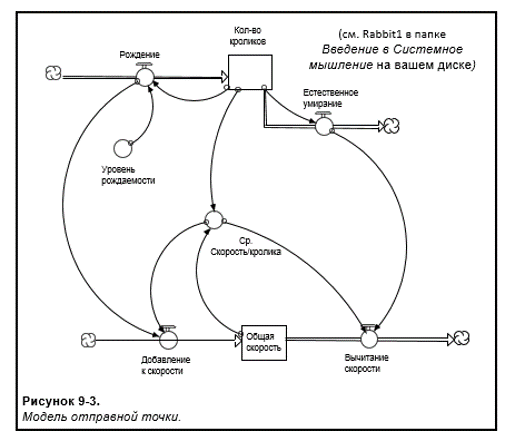 Кол-во
кроликов
(см. Rabbit1 в папке
Введение в Системное
мышление на вашем диске)
Рождение
Естественное
умирание
Уровень
рождаемости
Ср.
Скорость/кролика
Добавление
к скорости
Общая
скорость
Вычитание
скорости
Рисунок 9-3.
Модель отправной точки.